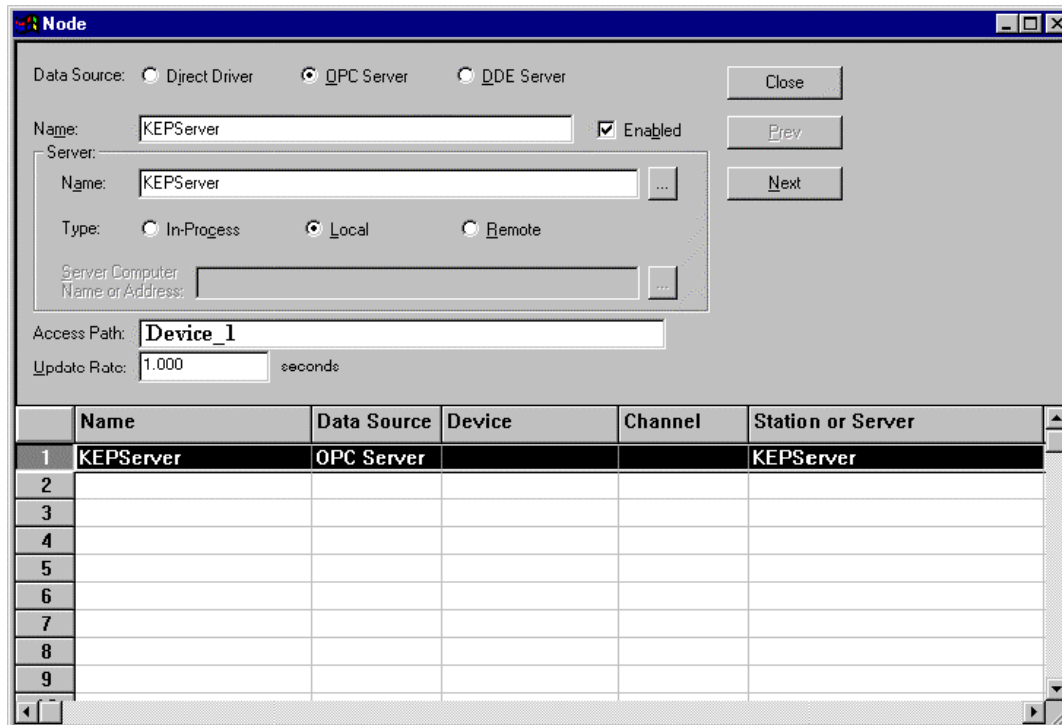 Node
Data Source: Direct Driver OPC Server DDE Server Close
Name: KEPServer Enabled Prev
Server:
Name: KEPServer ... Next
Type: In-Process Local Remote
Server Computer
Name or Address: ...
Access Path: Device_1
Update Rate: 1.000 seconds
Name Data Source Device Channel Station or Server
1 KEPServer OPC Server KEPServer
2
3
4
5
6
7
8
9